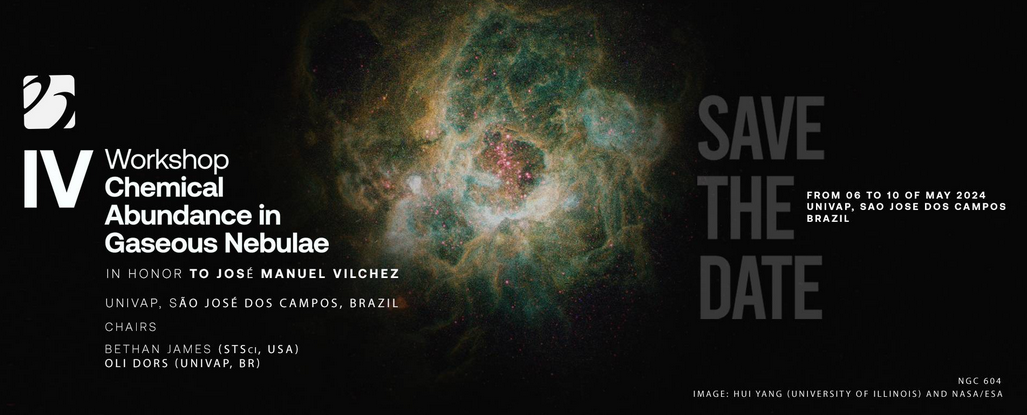 IV Workshop
Chemical
Abundance in
Gaseous Nebulae
IN HONOR TO JOSÉ MANUEL VILCHEZ
UNIVAP, SÃO JOSÉ DOS CAMPOS, BRAZIL
CHAIRS
BETHAN JAMES (STScI, USA)
OLI DORS (UNIVAP, BR)
SAVE
THE
DATE
FROM 06 TO 10 OF MAY 2024
UNIVAP, SAO JOSE DOS CAMPOS
BRAZIL
NGC 604
IMAGE: HUI YANG (UNIVERSITY OF ILLINOIS) AND NASA/ESA